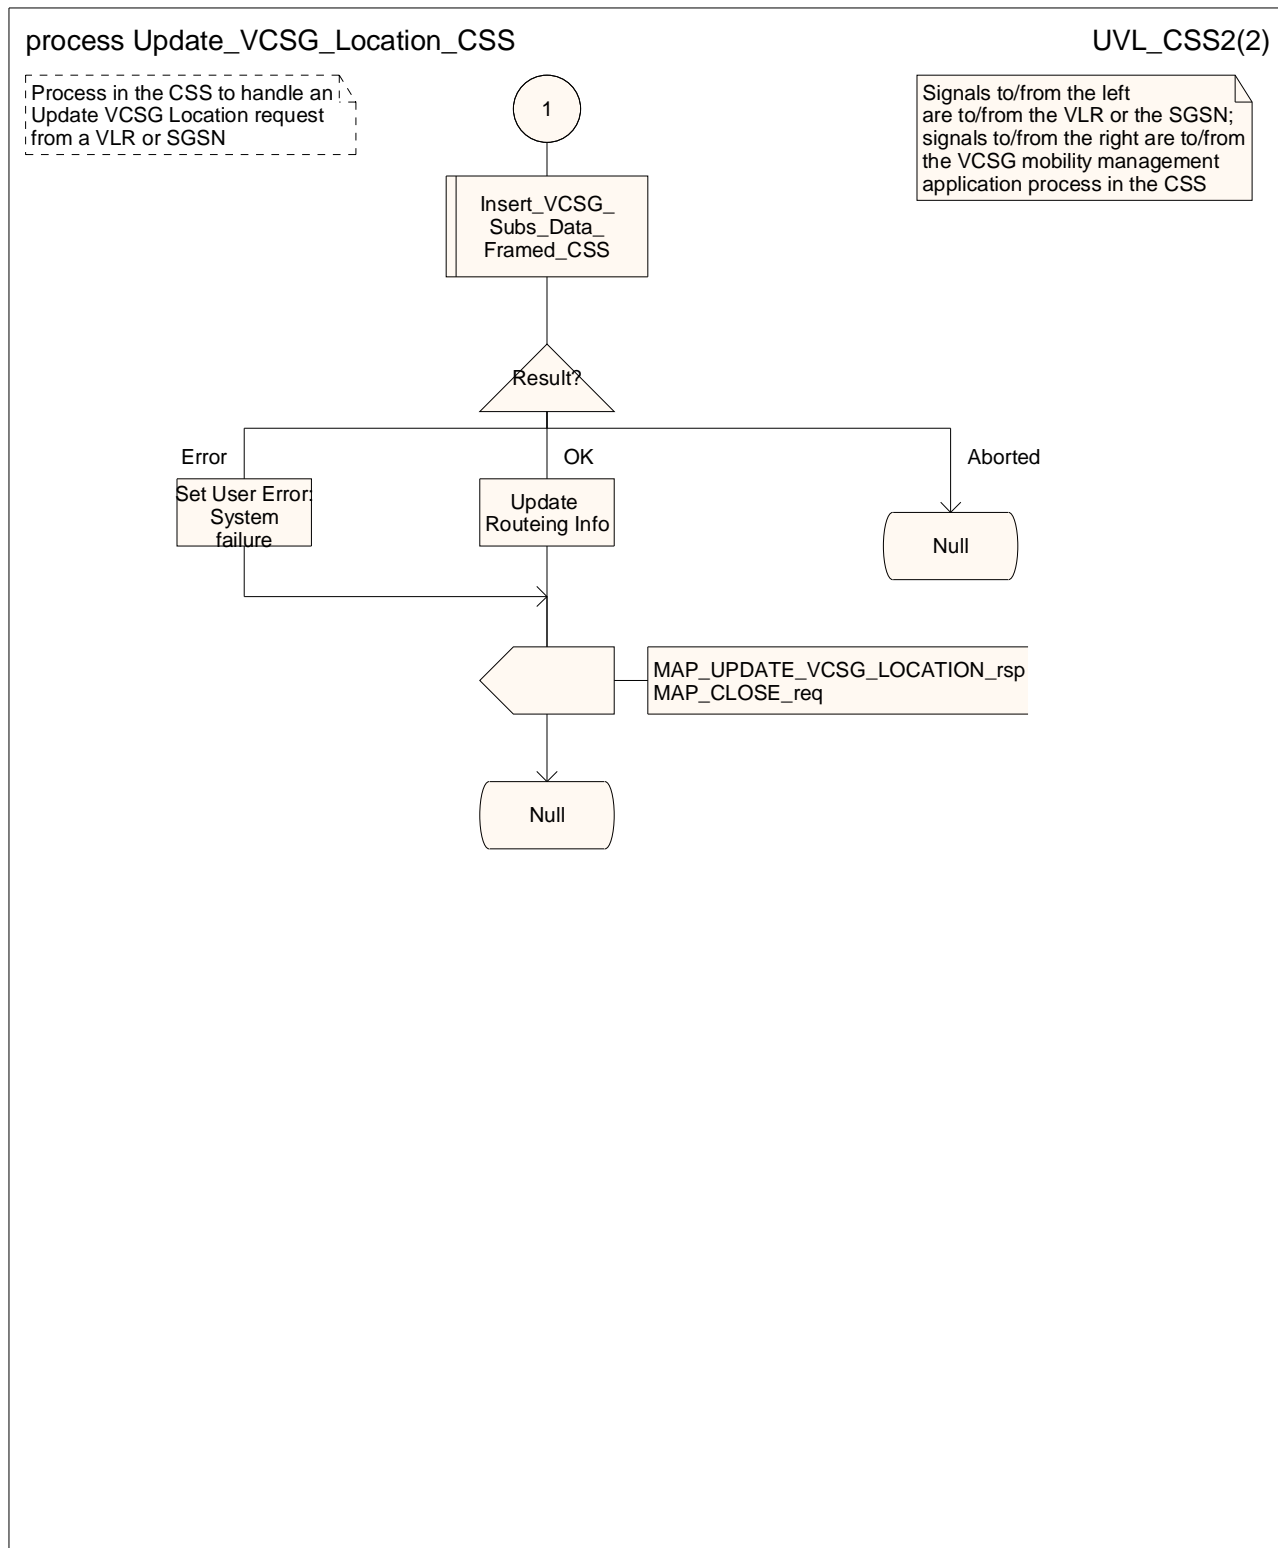 process Update_VCSG_Location_CSS
UVL_CSS2(2)
Process in the CSS to handle an
Update VCSG Location request
from a VLR or SGSN
1
Signals to/from the left
are to/from the VLR or the SGSN;
signals to/from the right are to/from
the VCSG mobility management
application process in the CSS
Insert_VCSG_
Subs_Data_
Framed_CSS
Result?
Error
OK
Aborted
Set User Error:
System
failure
Update
Routeing Info
Null
MAP_UPDATE_VCSG_LOCATION_rsp
MAP_CLOSE_req
Null